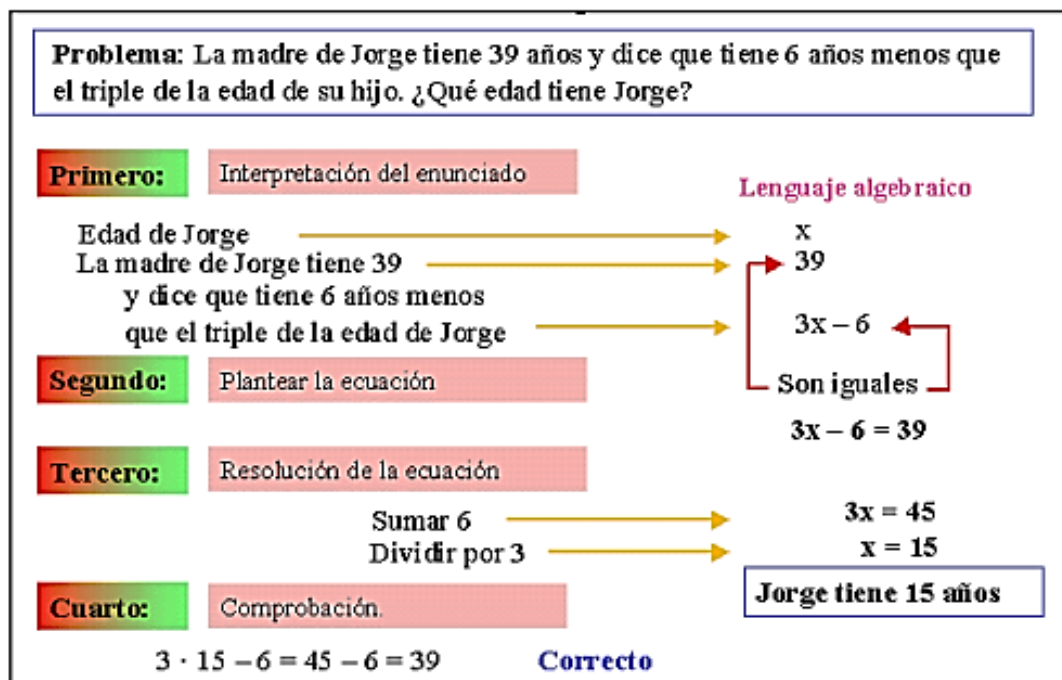 Problema: La madre de Jorge tiene 39 años y dice que tiene 6 años menos que
el triple de la edad de su hijo. ¿Qué edad tiene Jorge?
Primero:
Interpretación del enunciado
Lenguaje algebraico
Edad de Jorge
x
La madre de Jorge tiene 39
39
y dice que tiene 6 años menos
que el triple de la edad de Jorge
3x – 6
Segundo:
Plantear la ecuación
Son iguales
3x – 6 = 39
Tercero:
Resolución de la ecuación
Sumar 6
3x = 45
Dividir por 3
x = 15
Jorge tiene 15 años
Cuarto:
Comprobación.
3 · 15 – 6 = 45 – 6 = 39
Correcto